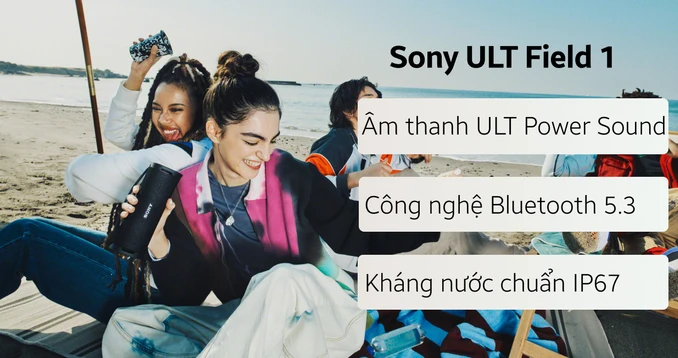 Sony ULT Field 1
Âm thanh ULT Power Sound
Công nghệ Bluetooth 5.3
Kháng nước chuẩn IP67
SONY